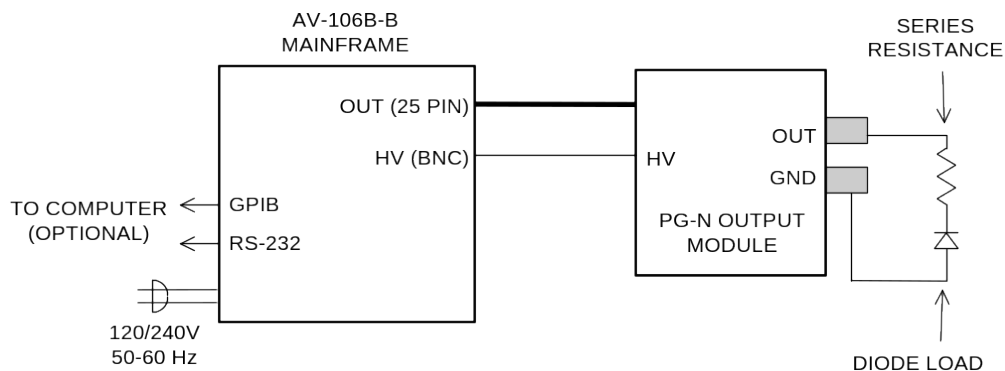 AV-106B-B
MAINFRAME
OUT (25 PIN)
HV (BNC)
GPIB
RS-232
TO COMPUTER
(OPTIONAL)
120/240V
50-60 Hz
HV
OUT
GND
PG-N OUTPUT
MODULE
SERIES
RESISTANCE
DIODE LOAD